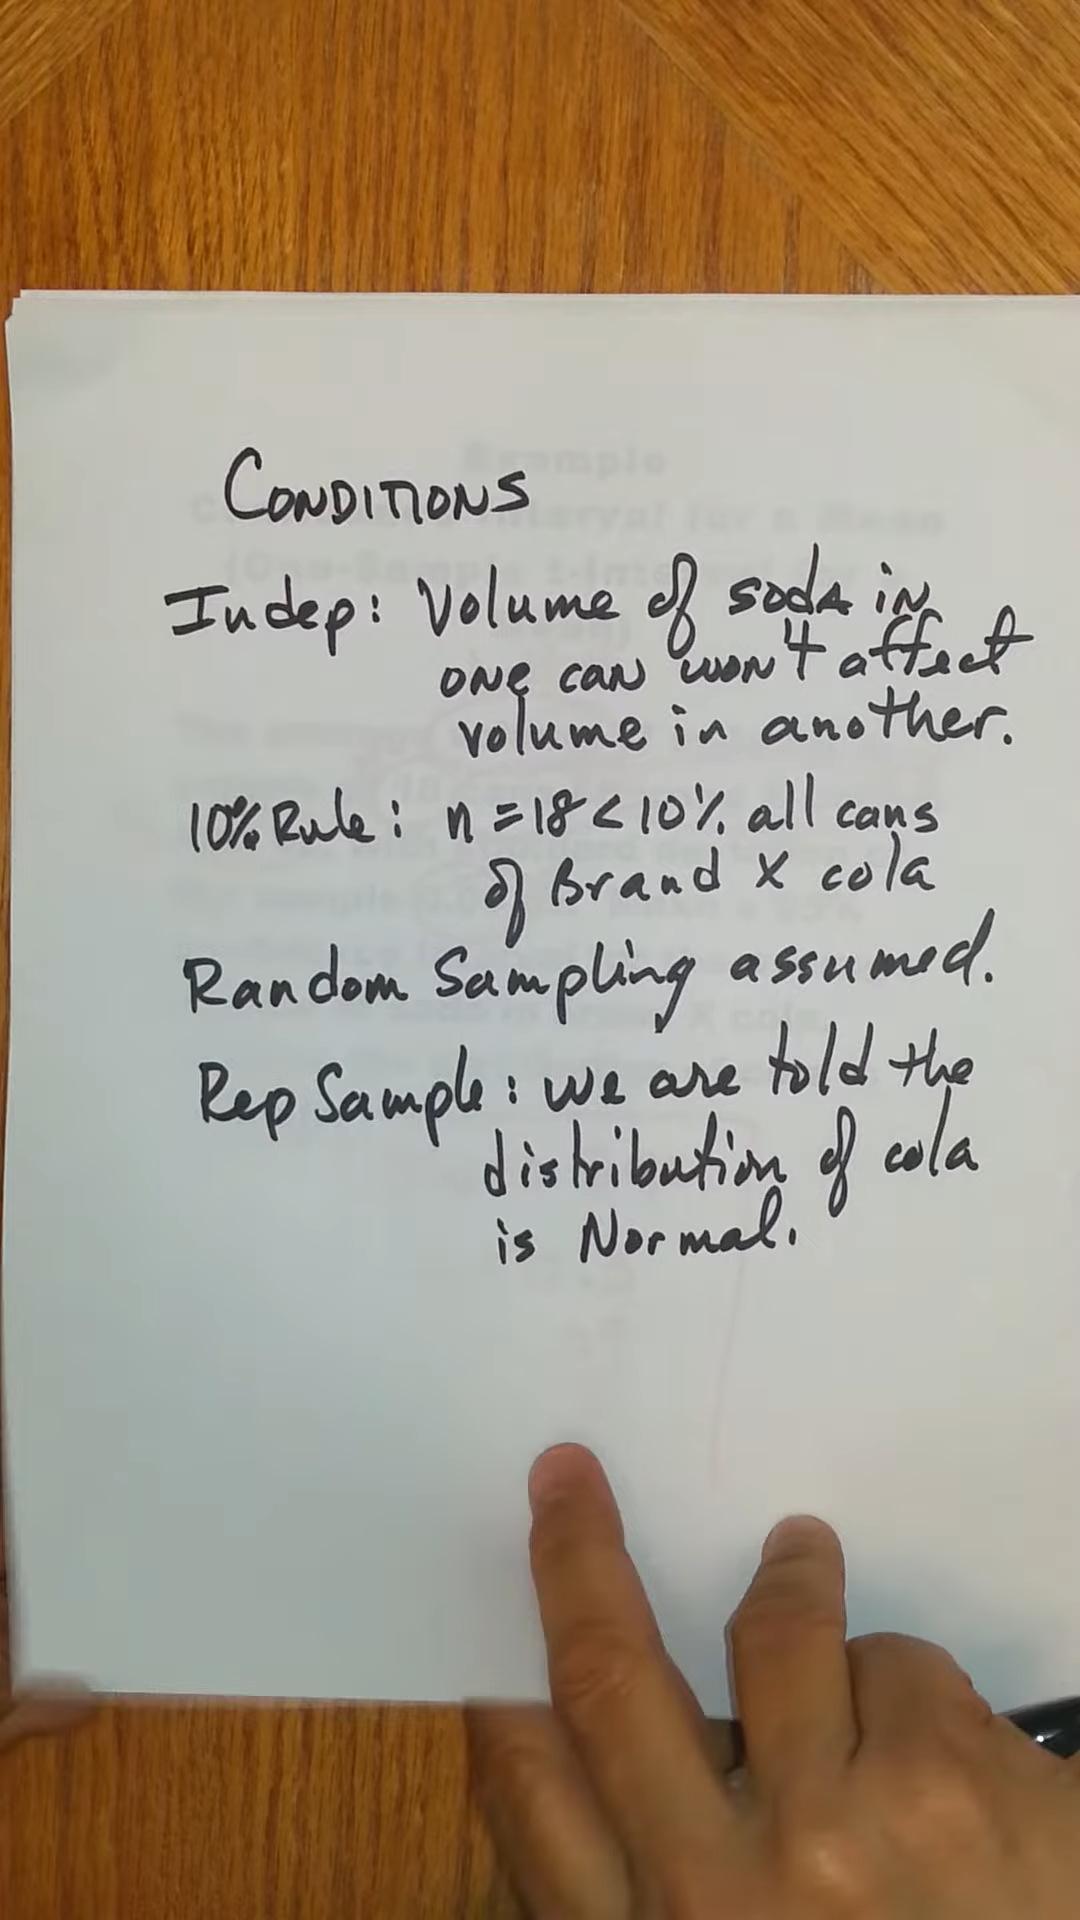 CONDITIONS
Indep: Volume of soda in
one can won't affect
volume in another.
10% Rule: n = 18 < 10% all cans
of Brand X cola
Random Sampling assumed.
Rep Sample: we are told the
distribution of cola
is Normal.